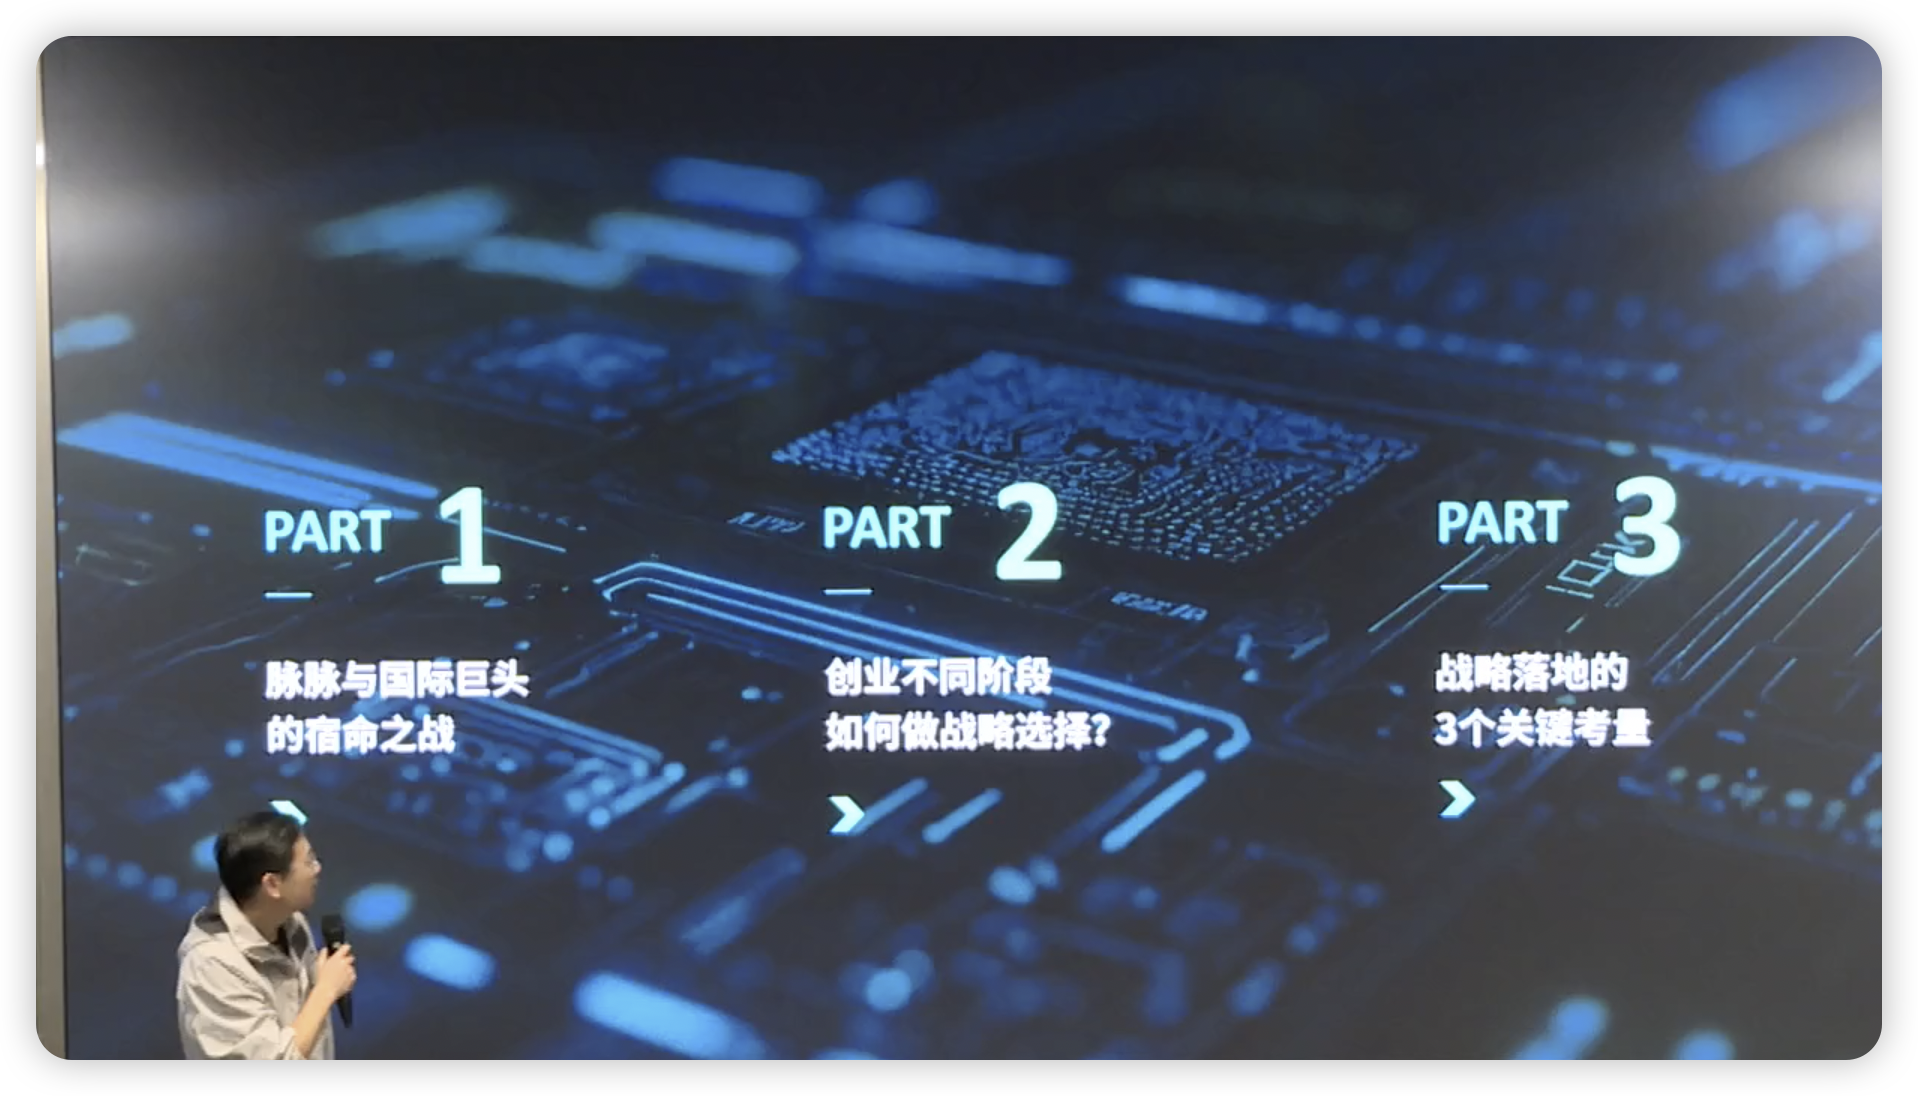 PART 1
脉脉与国际巨头
的宿命之战
PART 2
创业不同阶段
如何做战略选择?
PART 3
战略落地的
3个关键考量